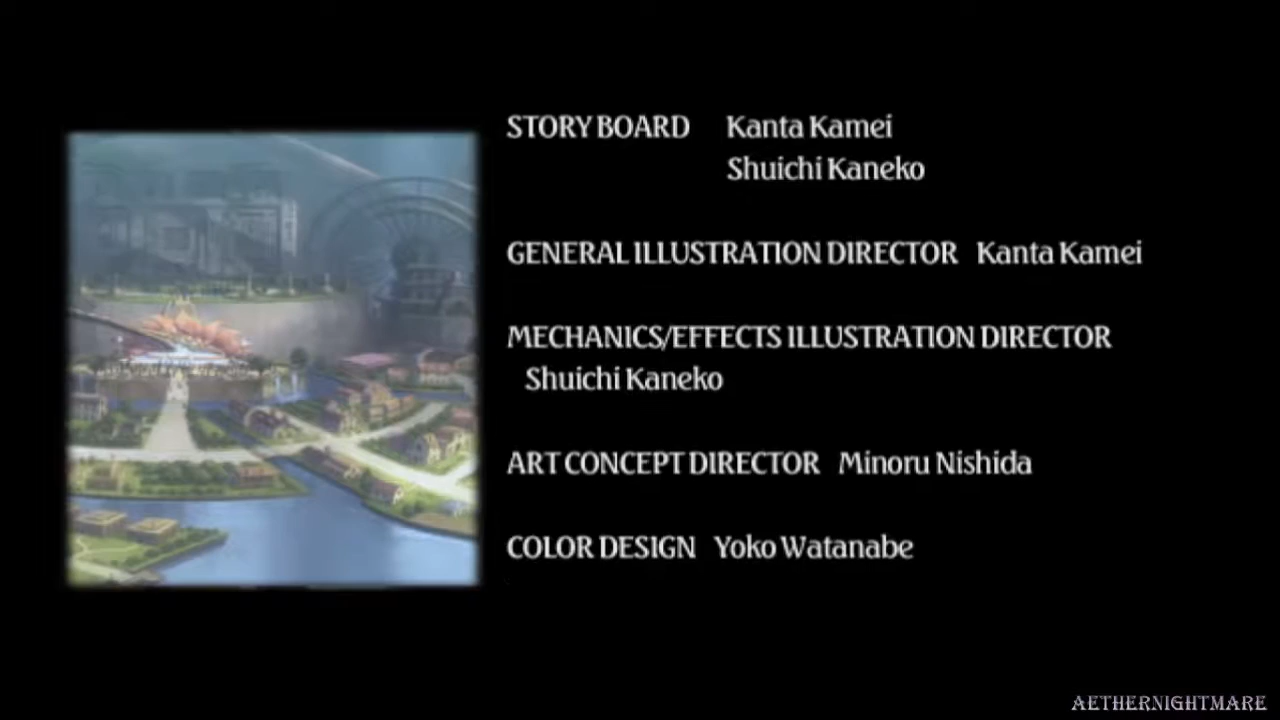 STORY BOARD Kanta Kamei
Shuichi Kaneko
GENERAL ILLUSTRATION DIRECTOR Kanta Kamei
MECHANICS/EFFECTS ILLUSTRATION DIRECTOR
Shuichi Kaneko
ART CONCEPT DIRECTOR Minoru Nishida
COLOR DESIGN Yoko Watanabe
AETHERNIGHTMARE